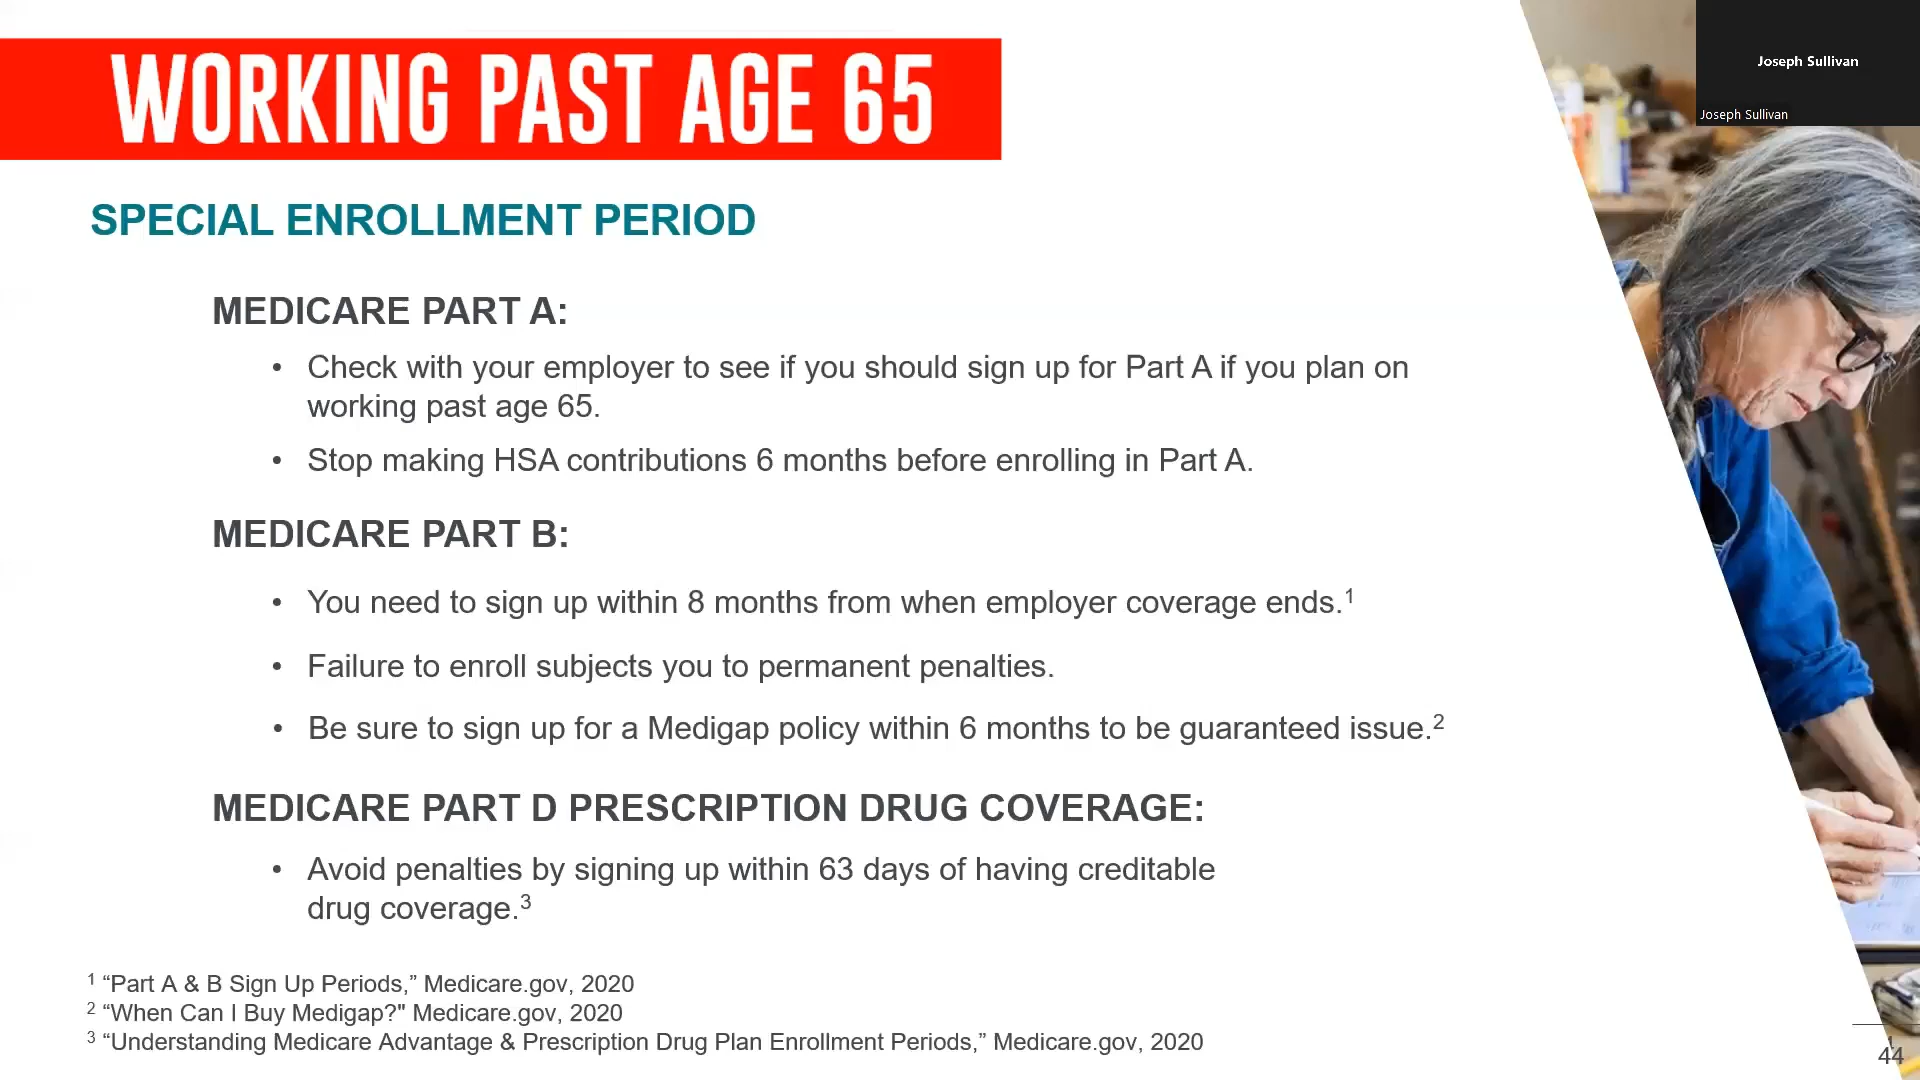 WORKING PAST AGE 65
Joseph Sullivan
Joseph Sullivan
SPECIAL ENROLLMENT PERIOD
MEDICARE PART A:
• Check with your employer to see if you should sign up for Part A if you plan on
working past age 65.
• Stop making HSA contributions 6 months before enrolling in Part A.
MEDICARE PART B:
• You need to sign up within 8 months from when employer coverage ends.¹
• Failure to enroll subjects you to permanent penalties.
• Be sure to sign up for a Medigap policy within 6 months to be guaranteed issue.²
MEDICARE PART D PRESCRIPTION DRUG COVERAGE:
• Avoid penalties by signing up within 63 days of having creditable
drug coverage.³
¹ “Part A & B Sign Up Periods,” Medicare.gov, 2020
² “When Can I Buy Medigap?" Medicare.gov, 2020
³ “Understanding Medicare Advantage & Prescription Drug Plan Enrollment Periods,” Medicare.gov, 2020
44